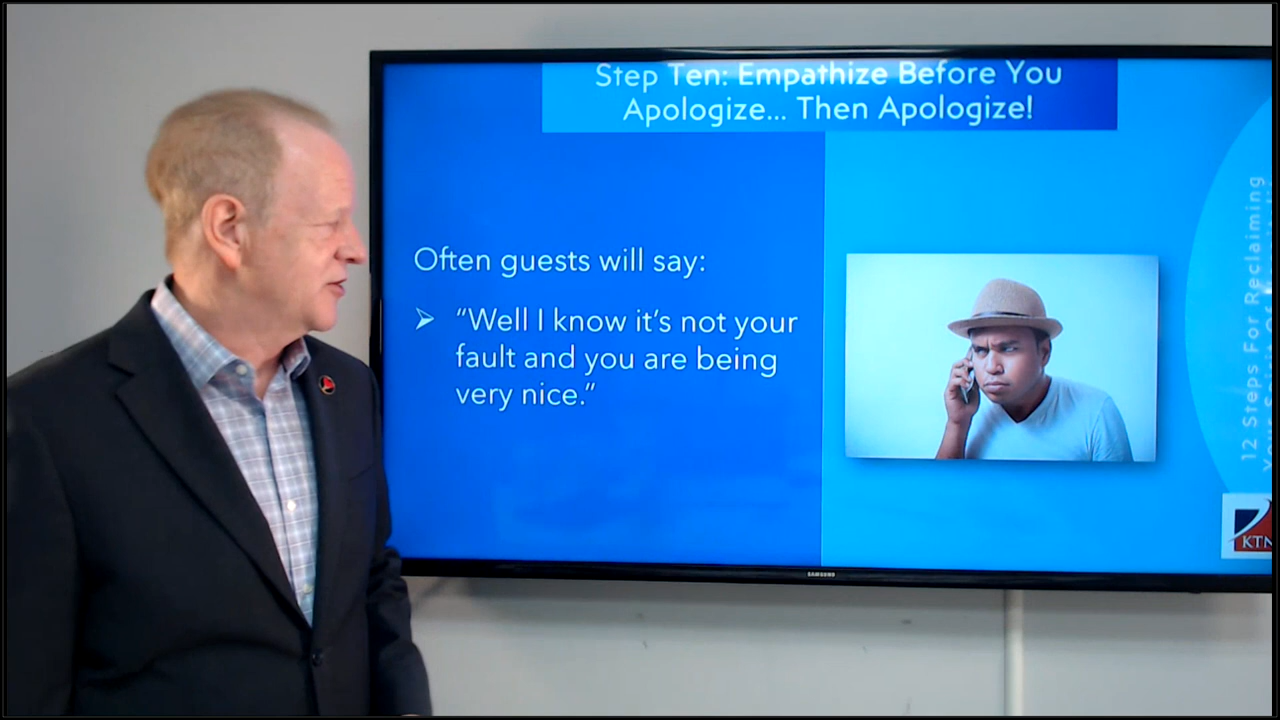 Step Ten: Empathize Before You
Apologize... Then Apologize!
Often guests will say:
➢ “Well I know it’s not your
fault and you are being
very nice.”
12 Steps For Reclaiming
KTN
SAMSUNG